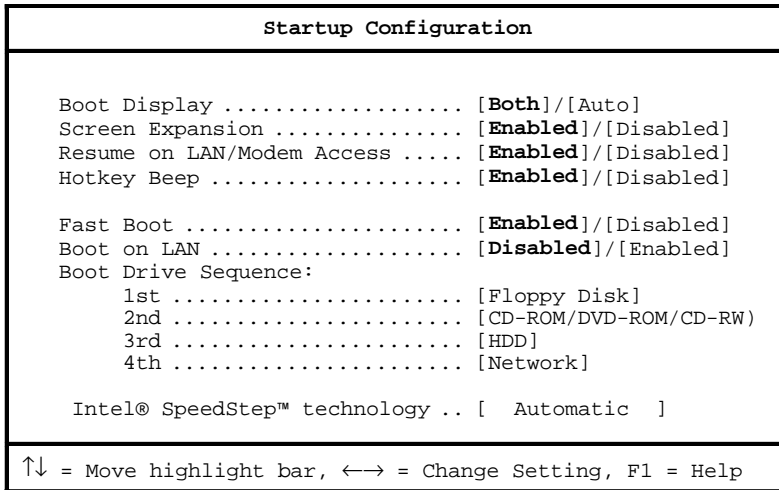 Startup Configuration
Boot Display ................... [Both]/[Auto]
Screen Expansion ............... [Enabled]/[Disabled]
Resume on LAN/Modem Access ..... [Enabled]/[Disabled]
Hotkey Beep .................... [Enabled]/[Disabled]
Fast Boot ...................... [Enabled]/[Disabled]
Boot on LAN .................... [Disabled]/[Enabled]
Boot Drive Sequence:
1st ....................... [Floppy Disk]
2nd ....................... [CD-ROM/DVD-ROM/CD-RW)
3rd ....................... [HDD]
4th ....................... [Network]
Intel® SpeedStep™ technology .. [ Automatic ]
↑↓ = Move highlight bar, ←→ = Change Setting, F1 = Help